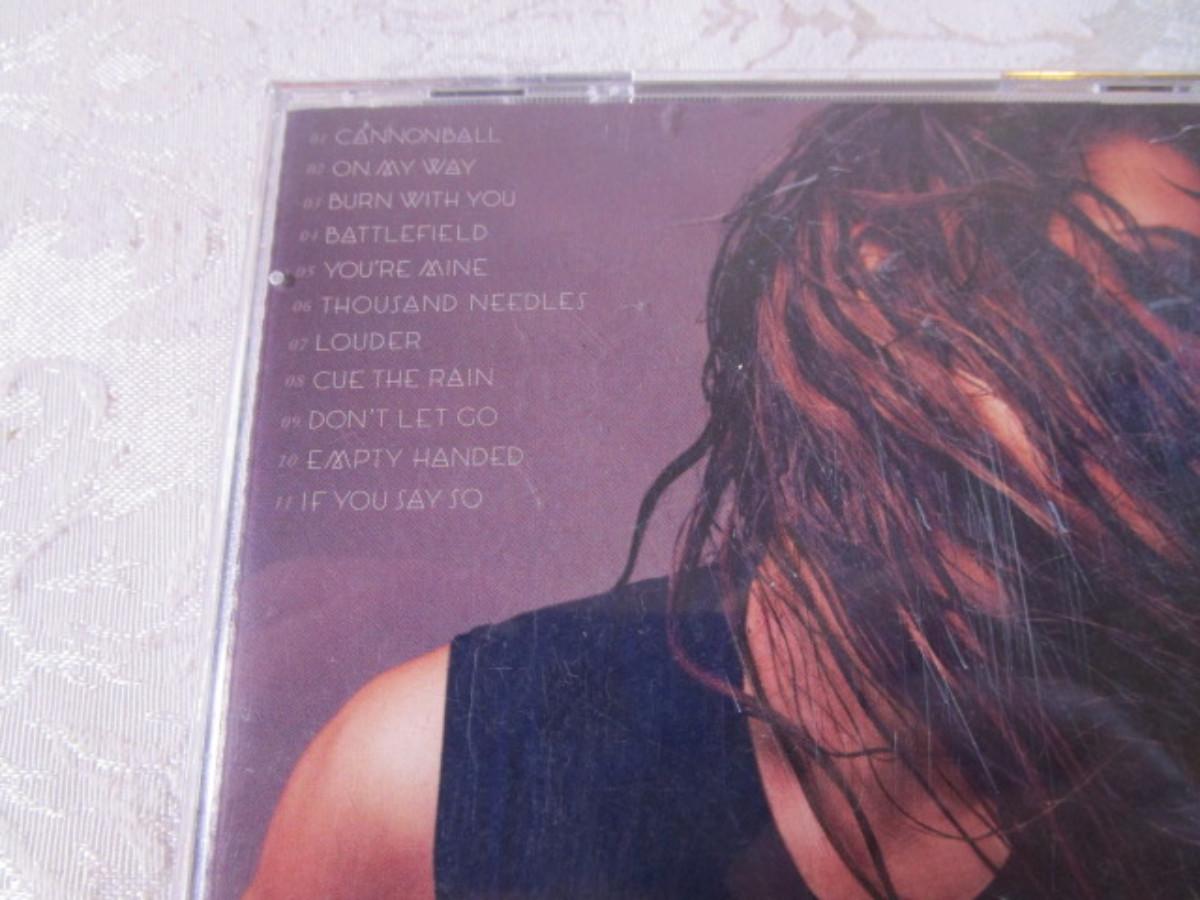 01 CANNONBALL
02 ON MY WAY
03 BURN WITH YOU
04 BATTLEFIELD
05 YOU'RE MINE
06 THOUSAND NEEDLES
07 LOUDER
08 CUE THE RAIN
09 DON'T LET GO
10 EMPTY HANDED
11 IF YOU SAY SO